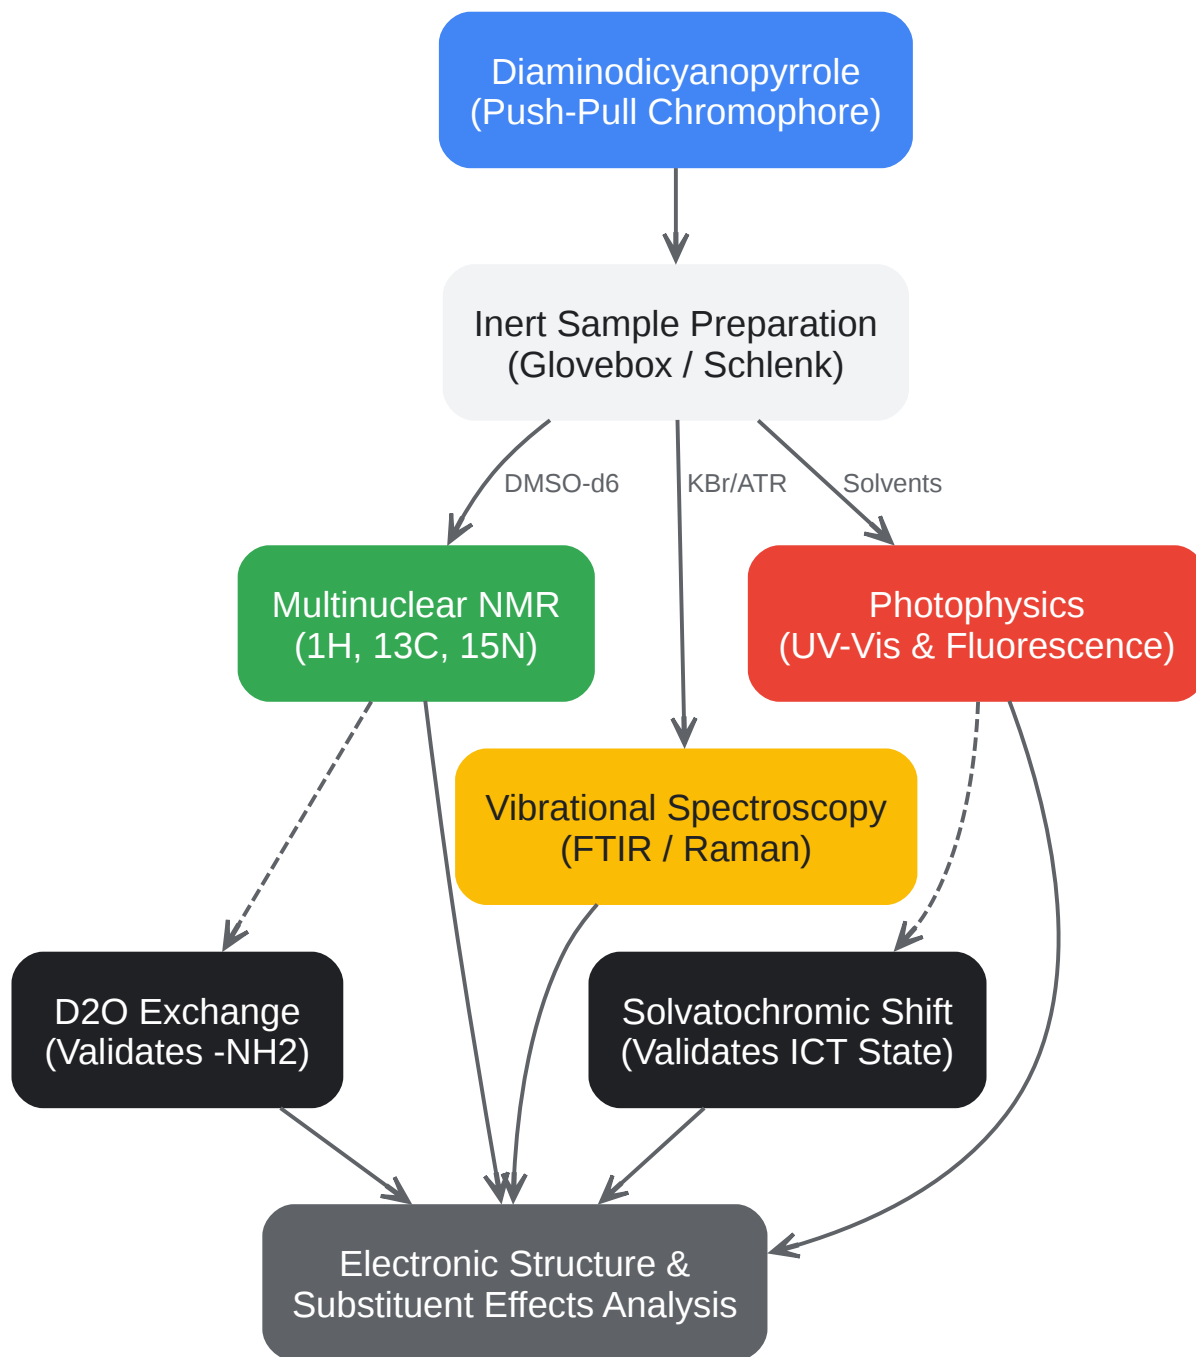 Diaminodicyanopyrrole
(Push-Pull Chromophore)
Inert Sample Preparation
(Glovebox / Schlenk)
DMSO-d6
KBr/ATR
Solvents
Multinuclear NMR
(1H, 13C, 15N)
Photophysics
(UV-Vis & Fluorescence)
Vibrational Spectroscopy
(FTIR / Raman)
D2O Exchange
(Validates -NH2)
Solvatochromic Shift
(Validates ICT State)
Electronic Structure &
Substituent Effects Analysis